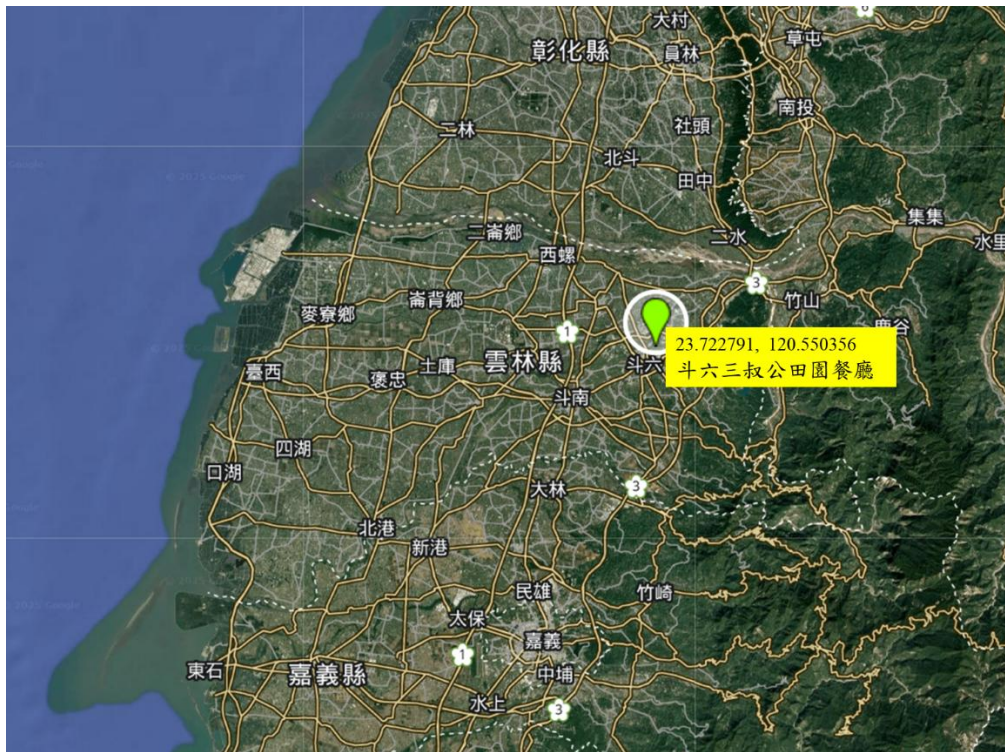 6
大村
草屯
彰化縣
員林
南投
二林
社頭
© 2025 Google
北斗
田中
集集
二崙鄉
二水
水里
西螺
3
崙背鄉
竹山
麥寮鄉
鹿谷
1
23.722791, 120.550356
斗六三叔公田園餐廳
雲林縣
斗六
土庫
臺西
褒忠
斗南
四湖
口湖
3
大林
北港
新港
民雄
竹崎
太保
嘉義
1
東石
嘉義縣
中埔
水上
3